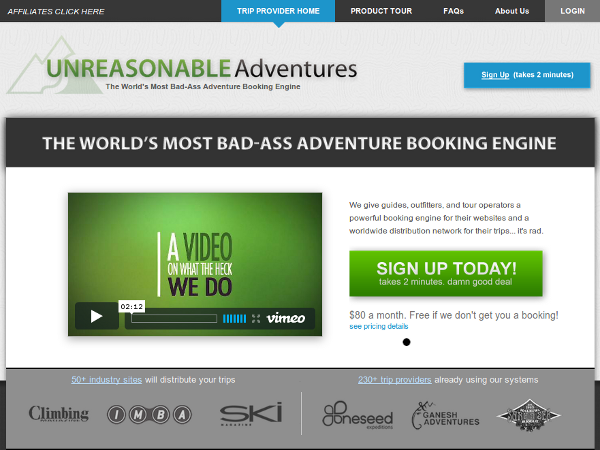 AFFILIATES CLICK HERE
TRIP PROVIDER HOME
PRODUCT TOUR
FAQs
About Us
LOGIN
UNREASONABLE Adventures
The World's Most Bad-Ass Adventure Booking Engine
Sign Up (takes 2 minutes)
THE WORLD'S MOST BAD-ASS ADVENTURE BOOKING ENGINE
A VIDEO
ON WHAT THE HECK
WE DO
02:12
vimeo
We give guides, outfitters, and tour operators a
powerful booking engine for their websites and a
worldwide distribution network for their trips... it's rad.
SIGN UP TODAY!
takes 2 minutes. damn good deal
$80 a month. Free if we don't get you a booking!
see pricing details
50+ industry sites will distribute your trips
230+ trip providers already using our systems
Climbing
IMBA
SKI
MAGAZINE
oneseed
expeditions
GANESH
ADVENTURES